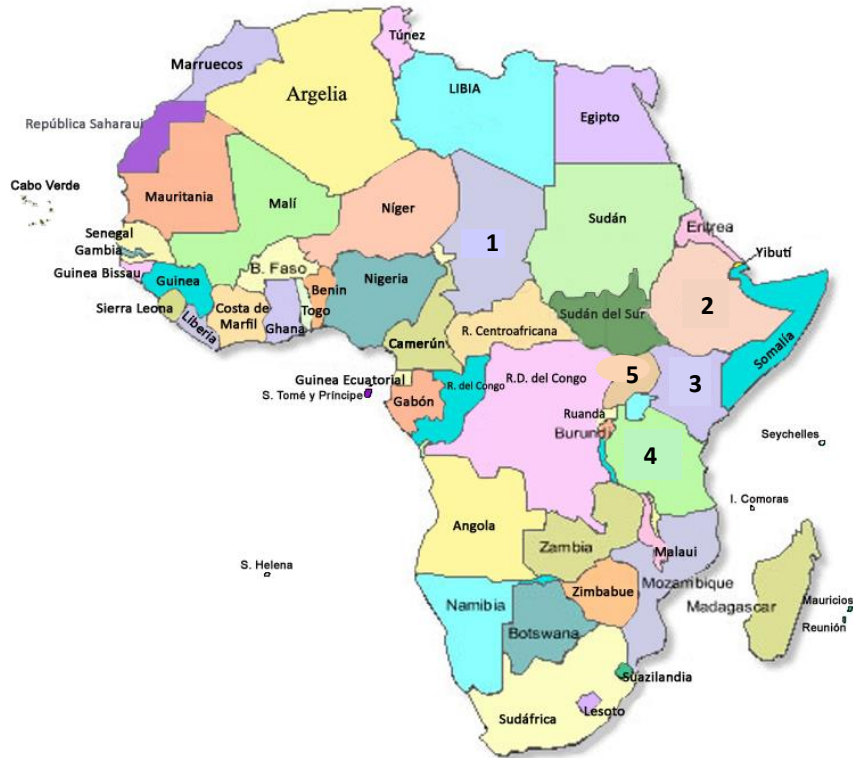 Túnez
Marruecos
Argelia
LIBIA
Egipto
República Saharaui
Cabo Verde
Mauritania
Malí
Níger
1
Sudán
Eritrea
Senegal
Gambia
Yibutí
Guinea Bissau
Guinea
B. Faso
Benin
Nigeria
2
Sierra Leona
Costa de
Marfil
Togo
Sudán del Sur
Liberia
Ghana
Camerún
R. Centroafricana
Somalía
Guinea Ecuatorial
S. Tomé y Príncipe
Gabón
R. del Congo
R.D. del Congo
5
3
Ruanda
Burundi
4
Seychelles
I. Comoras
Angola
Zambia
Malaui
S. Helena
Mozambique
Madagascar
Mauricios
Reunión
Namibia
Zimbabue
Botswana
Suazilandia
Lesoto
Sudáfrica